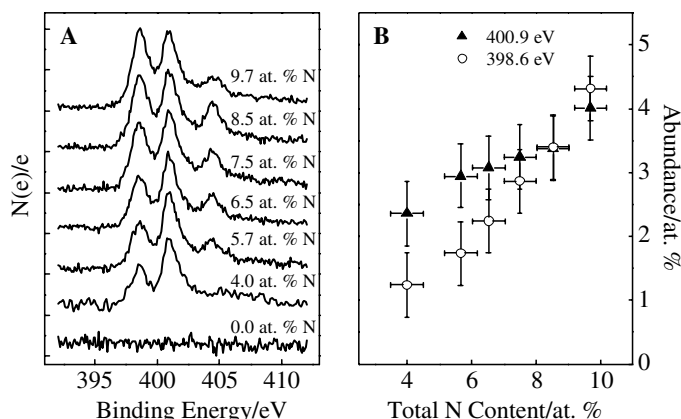 A
9.7 at. % N
8.5 at. % N
7.5 at. % N
6.5 at. % N
5.7 at. % N
4.0 at. % N
0.0 at. % N
N(e)/e
395 400 405 410
Binding Energy/eV
B
400.9 eV
398.6 eV
5
4
3
2
1
0
Abundance/at. %
4 6 8 10
Total N Content/at. %